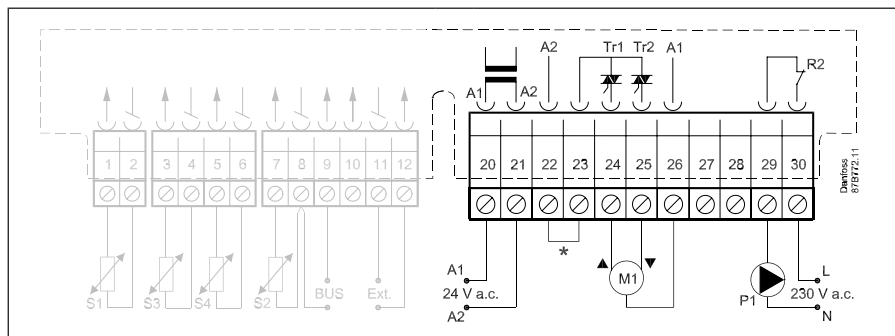 A2 Tr1 Tr2 A1
R2
A1 A2
1 2 3 4 5 6 7 8 9 10 11 12
20 21 22 23 24 25 26 27 28 29 30
Danfoss
87B772.11
*
A1
24 V a.c.
A2
M1
P1
L
230 V a.c.
N
S1 S3 S4 S2 BUS Ext.